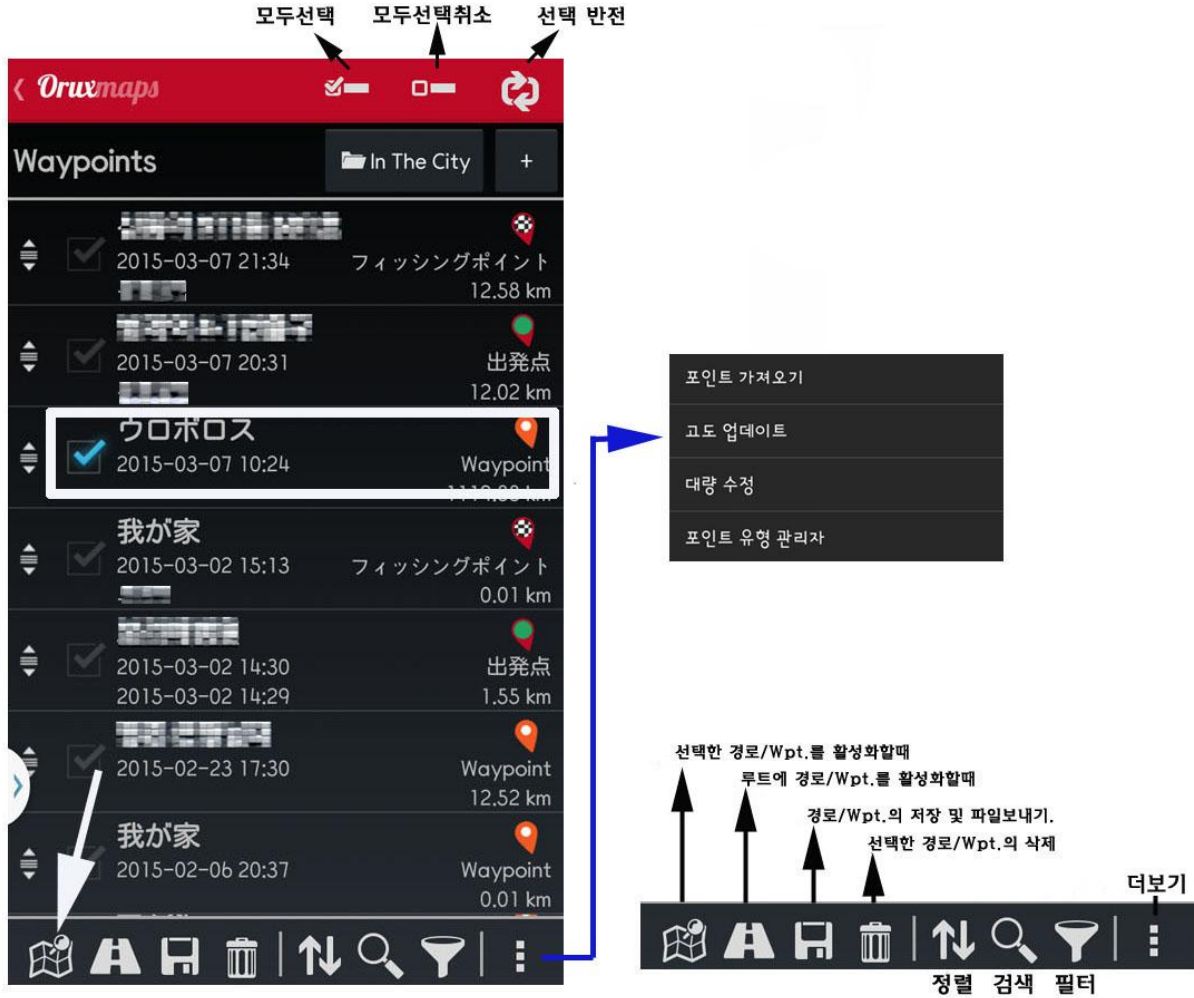 모두선택 모두선택취소 선택 반전
Oruxmaps
Waypoints In The City +
2015-03-07 21:34 フィッシングポイント
12.58 km
2015-03-07 20:31 出発点
12.02 km
ウロボロス
2015-03-07 10:24 Waypoint
km
我が家
2015-03-02 15:13 フィッシングポイント
0.01 km
2015-03-02 14:30 出発点
2015-03-02 14:29 1.55 km
2015-02-23 17:30 Waypoint
12.52 km
我が家
2015-02-06 20:37 Waypoint
0.01 km
포인트 가져오기
고도 업데이트
대량 수정
포인트 유형 관리자
선택한 경로/Wpt.를 활성화할때
루트에 경로/Wpt.를 활성화할때
경로/Wpt.의 저장 및 파일보내기.
선택한 경로/Wpt.의 삭제
더보기
정렬 검색 필터